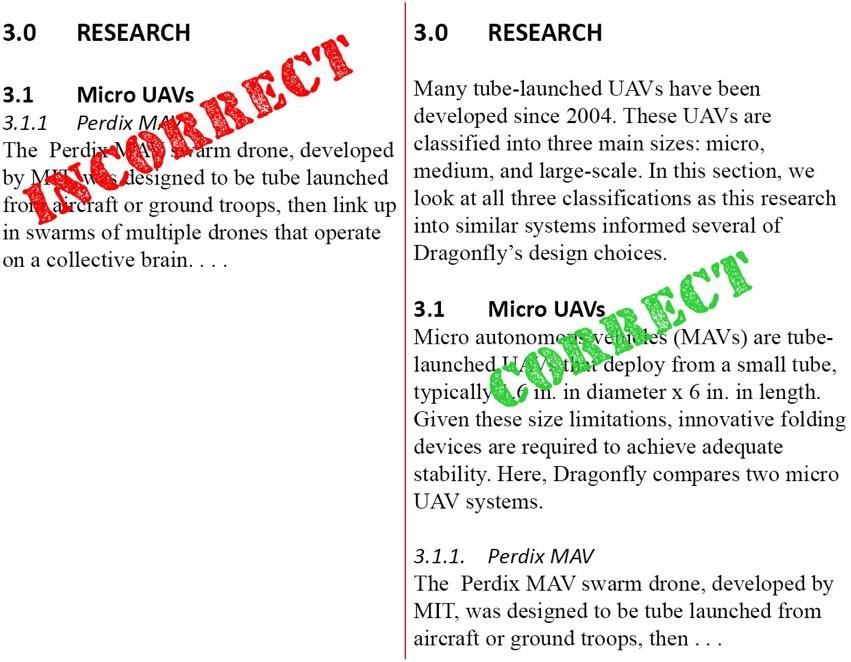 3.0 RESEARCH
3.1 Micro UAVs
3.1.1 Perdix MAV
The Perdix MAV swarm drone, developed
by MIT, was designed to be tube launched
from aircraft or ground troops, then link up
in swarms of multiple drones that operate
on a collective brain. . . .
INCORRECT
3.0 RESEARCH
Many tube-launched UAVs have been
developed since 2004. These UAVs are
classified into three main sizes: micro,
medium, and large-scale. In this section, we
look at all three classifications as this research
into similar systems informed several of
Dragonfly’s design choices.
3.1 Micro UAVs
Micro autonomous vehicles (MAVs) are tube-
launched UAVs that deploy from a small tube,
typically in. in diameter x 6 in. in length.
Given these size limitations, innovative folding
devices are required to achieve adequate
stability. Here, Dragonfly compares two micro
UAV systems.
CORRECT
3.1.1. Perdix MAV
The Perdix MAV swarm drone, developed by
MIT, was designed to be tube launched from
aircraft or ground troops, then . . .